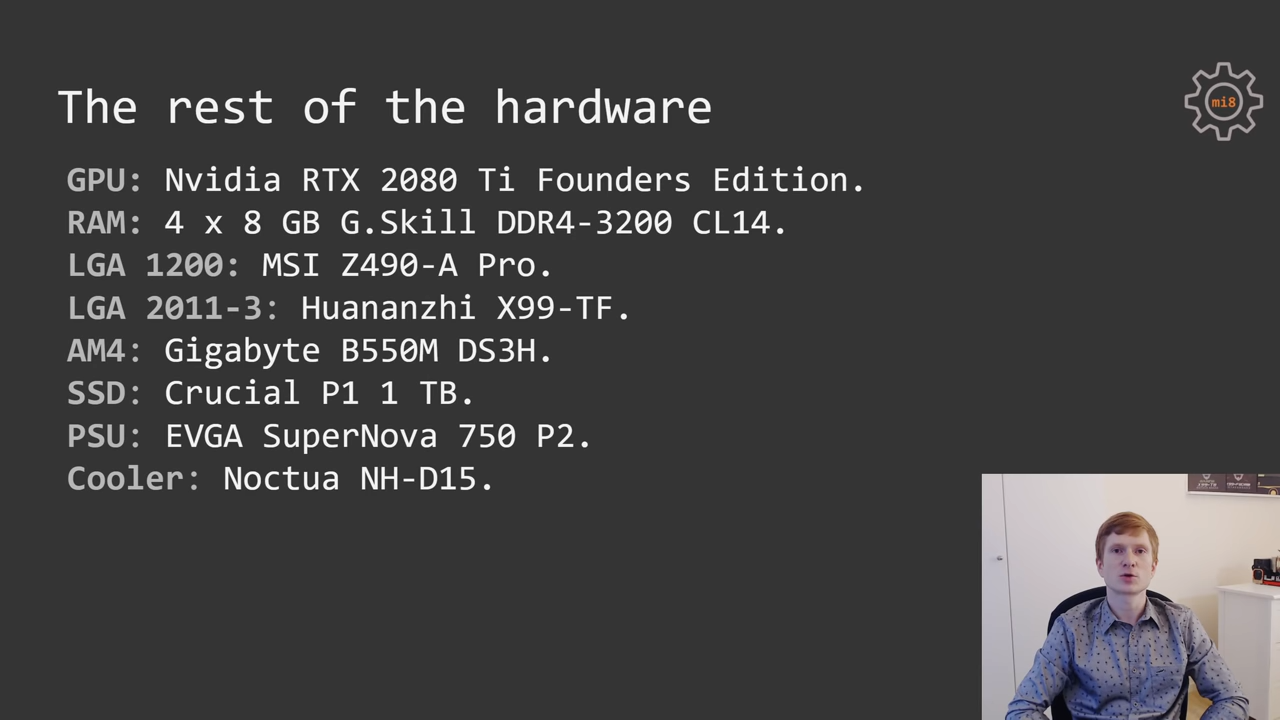 The rest of the hardware
mi8
GPU: Nvidia RTX 2080 Ti Founders Edition.
RAM: 4 x 8 GB G.Skill DDR4-3200 CL14.
LGA 1200: MSI Z490-A Pro.
LGA 2011-3: Huananzhi X99-TF.
AM4: Gigabyte B550M DS3H.
SSD: Crucial P1 1 TB.
PSU: EVGA SuperNova 750 P2.
Cooler: Noctua NH-D15.